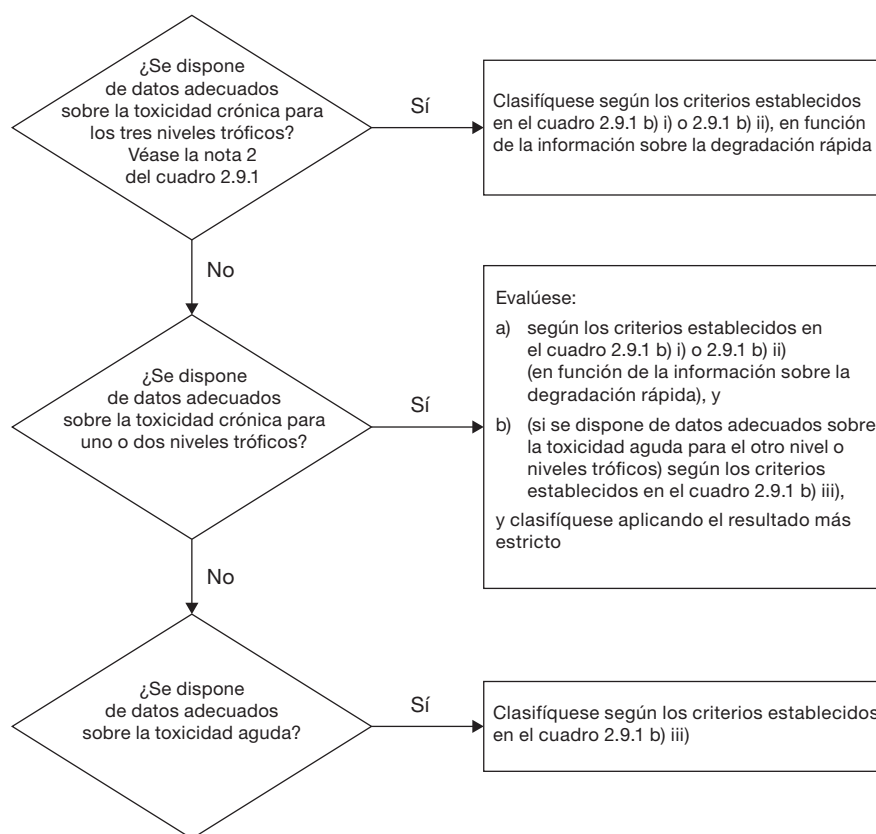 ¿Se dispone
de datos adecuados
sobre la toxicidad crónica para
los tres niveles tróficos?
Véase la nota 2
del cuadro 2.9.1
Sí
Clasifíquese según los criterios establecidos
en el cuadro 2.9.1 b) i) o 2.9.1 b) ii), en función
de la información sobre la degradación rápida
No
¿Se dispone
de datos adecuados
sobre la toxicidad crónica para
uno o dos niveles tróficos?
Sí
Evalúese:
a) según los criterios establecidos en
el cuadro 2.9.1 b) i) o 2.9.1 b) ii)
(en función de la información sobre la
degradación rápida), y
b) (si se dispone de datos adecuados sobre
la toxicidad aguda para el otro nivel o
niveles tróficos) según los criterios
establecidos en el cuadro 2.9.1 b) iii),
y clasifíquese aplicando el resultado más
estricto
No
¿Se dispone
de datos adecuados
sobre la toxicidad aguda?
Sí
Clasifíquese según los criterios establecidos
en el cuadro 2.9.1 b) iii)